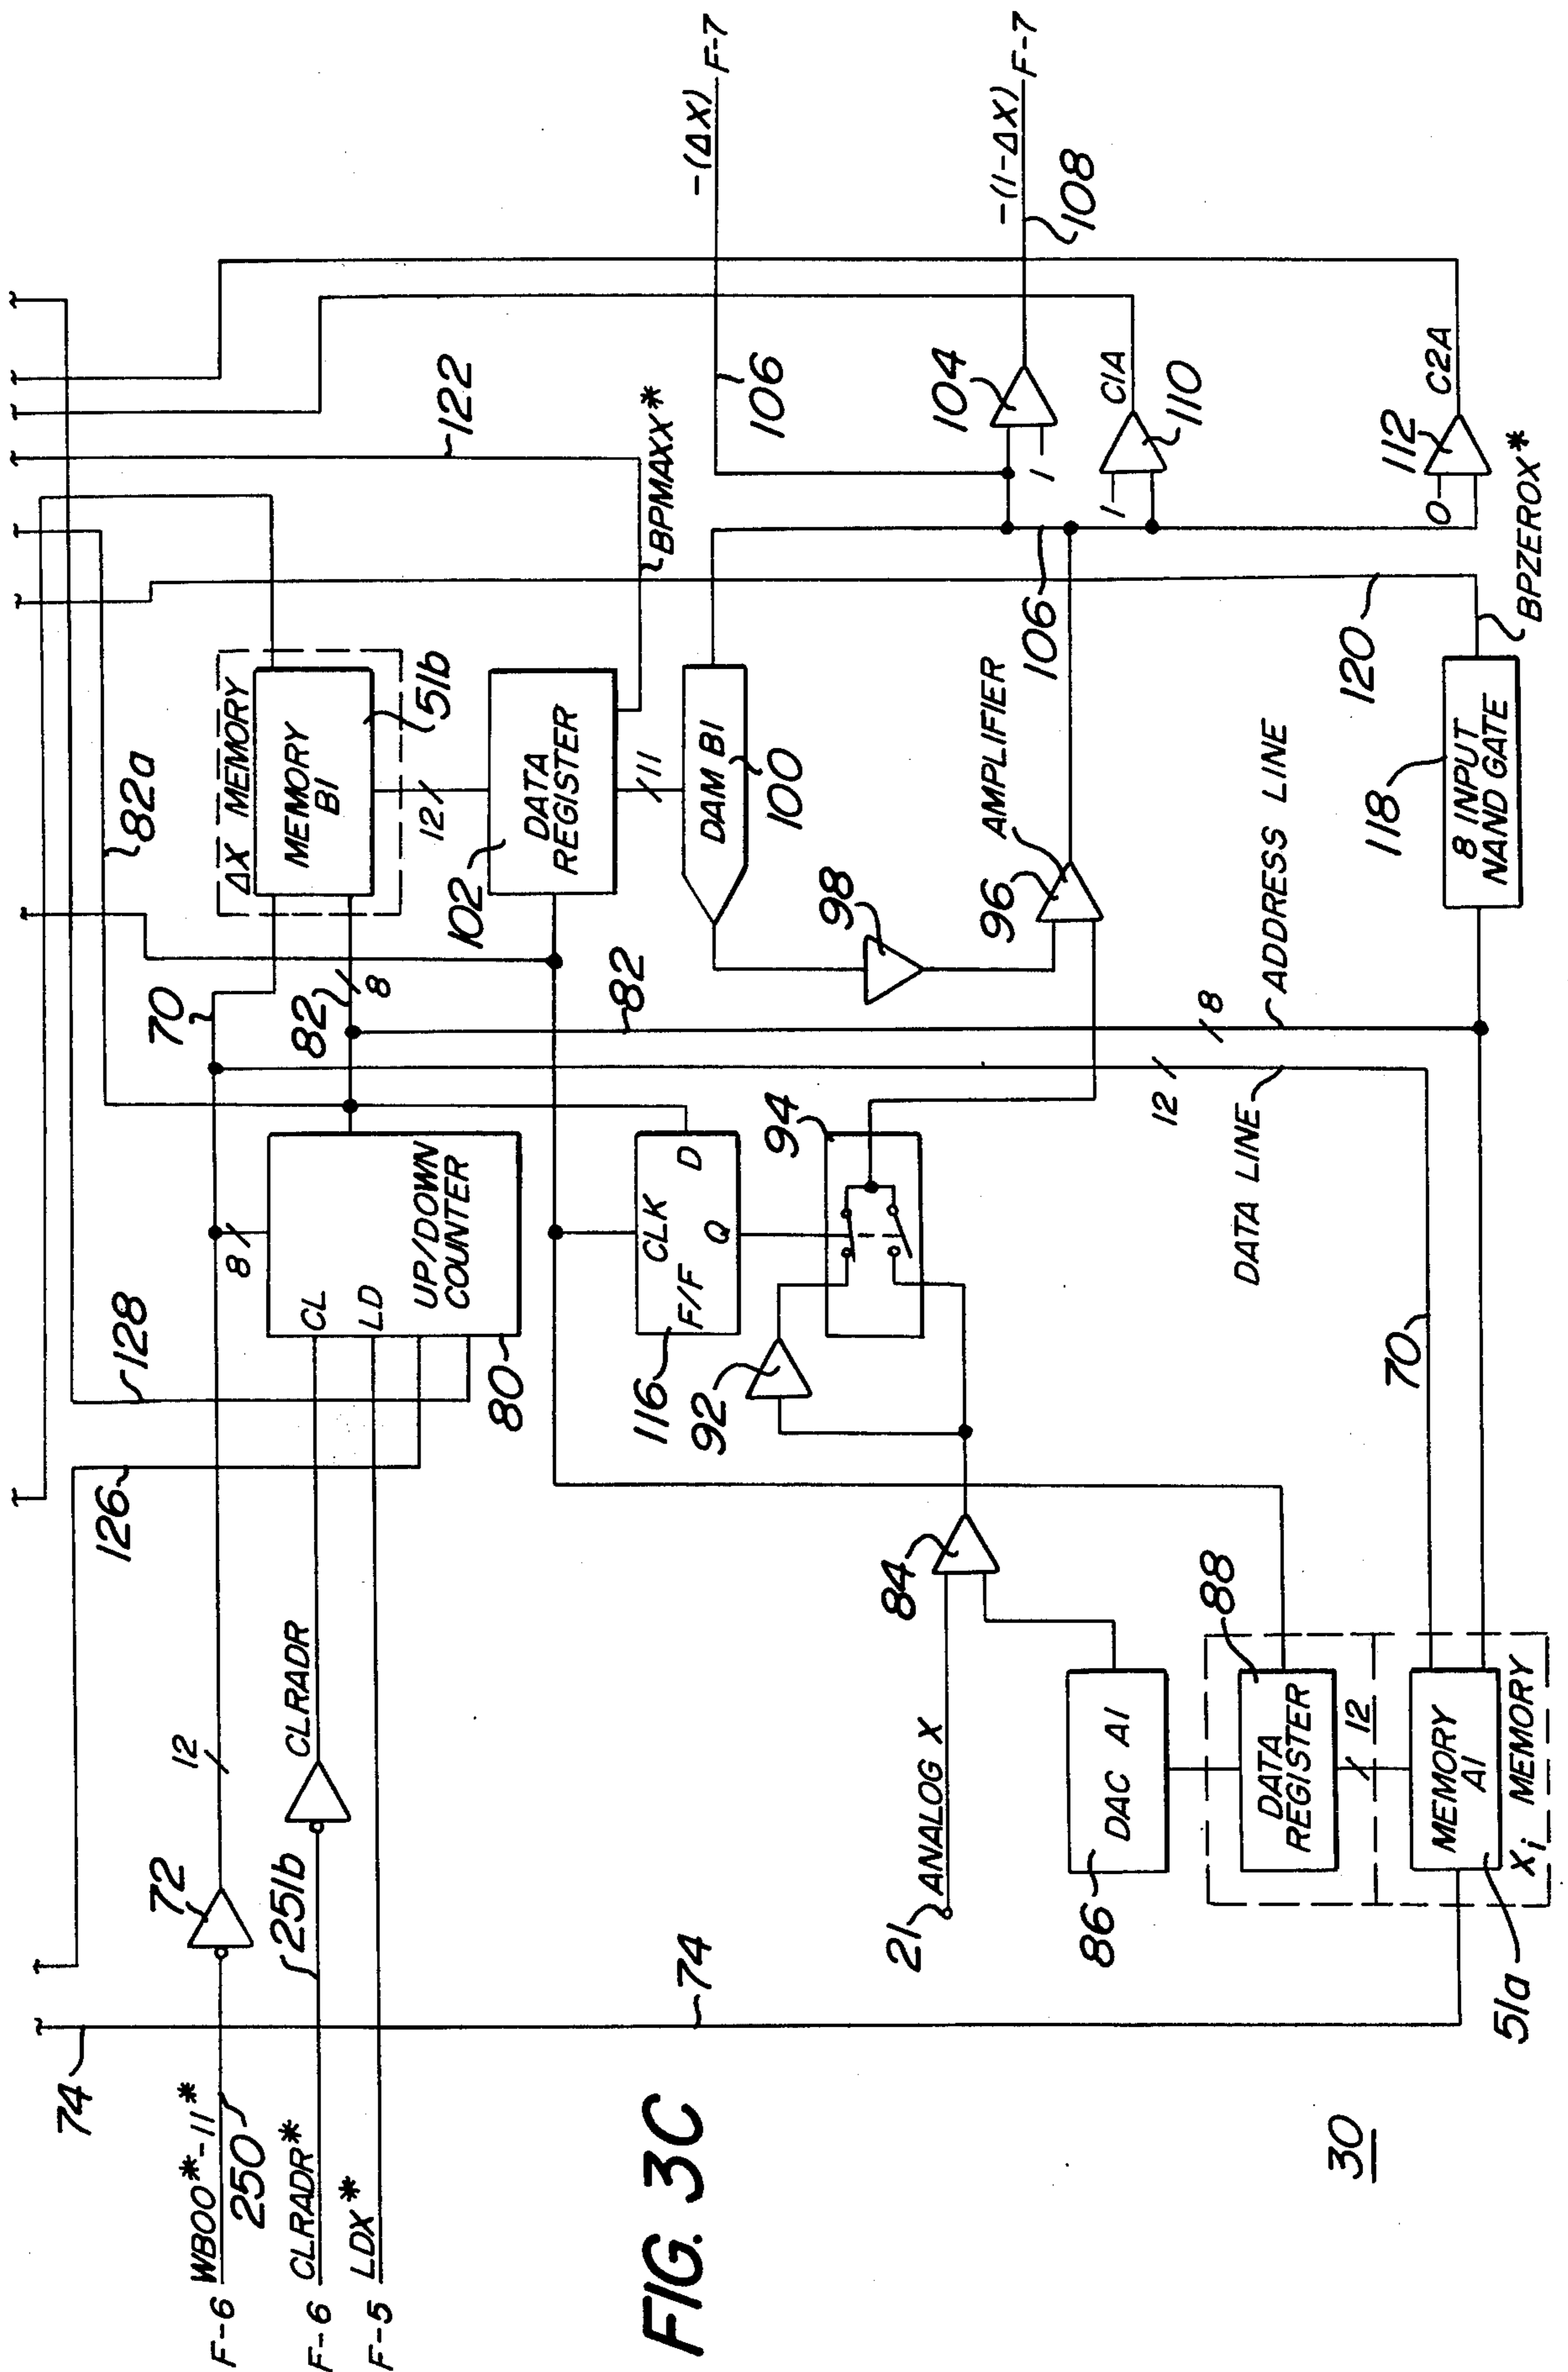 74
F-6 WB00*-11*
250
F-6 CLRADR*
F-5 LDX*
72
251b
12
CLRADR
126
128
8
CL
LD
UP/DOWN
COUNTER
80
70
82
8
82a
ΔX MEMORY
MEMORY
B1
51b
12
102
DATA
REGISTER
11
122
BPMAXX*
DAM B1
100
98
96
AMPLIFIER
106
106
-(ΔX) F-7
104
1
-(1-ΔX) F-7
108
1
C1A
110
0
112
C2A
BPZEROX*
120
118
8 INPUT
NAND GATE
82
8
ADDRESS LINE
12
DATA LINE
70
116
CLK
D
F/F
Q
94
92
84
21
ANALOG X
86
DAC A1
88
DATA
REGISTER
12
MEMORY
A1
Xi MEMORY
51a
74
FIG. 3C
30